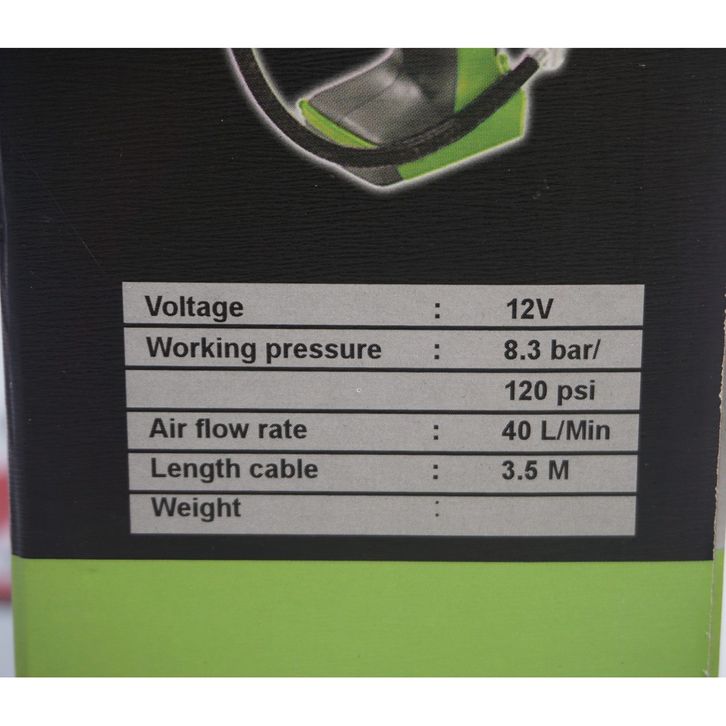 Voltage : 12V
Working pressure : 8.3 bar/
120 psi
Air flow rate : 40 L/Min
Length cable : 3.5 M
Weight :